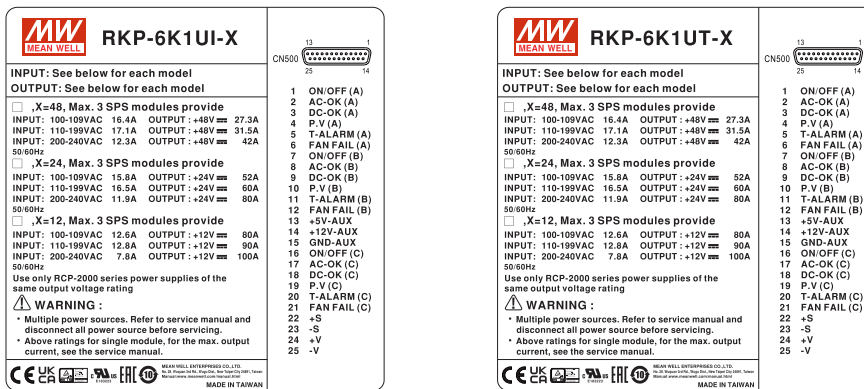 MW
MEAN WELL
RKP-6K1UI-X
INPUT: See below for each model
OUTPUT: See below for each model
,X=48, Max. 3 SPS modules provide
INPUT: 100-109VAC 16.4A OUTPUT : +48V 27.3A
INPUT: 110-199VAC 17.1A OUTPUT : +48V 31.5A
INPUT: 200-240VAC 12.3A OUTPUT : +48V 42A
50/60Hz
,X=24, Max. 3 SPS modules provide
INPUT: 100-109VAC 15.8A OUTPUT : +24V 52A
INPUT: 110-199VAC 16.5A OUTPUT : +24V 60A
INPUT: 200-240VAC 11.9A OUTPUT : +24V 80A
50/60Hz
,X=12, Max. 3 SPS modules provide
INPUT: 100-109VAC 12.6A OUTPUT : +12V 80A
INPUT: 110-199VAC 12.8A OUTPUT : +12V 90A
INPUT: 200-240VAC 7.8A OUTPUT : +12V 100A
50/60Hz
Use only RCP-2000 series power supplies of the
same output voltage rating
WARNING :
• Multiple power sources. Refer to service manual and
disconnect all power source before servicing.
• Above ratings for single module, for the max. output
current, see the service manual.
CE UK CA EAC 10
MEAN WELL ENTERPRISES CO.,LTD.
MADE IN TAIWAN
13 1
CN500
25 14
1 ON/OFF (A)
2 AC-OK (A)
3 DC-OK (A)
4 P.V (A)
5 T-ALARM (A)
6 FAN FAIL (A)
7 ON/OFF (B)
8 AC-OK (B)
9 DC-OK (B)
10 P.V (B)
11 T-ALARM (B)
12 FAN FAIL (B)
13 +5V-AUX
14 +12V-AUX
15 GND-AUX
16 ON/OFF (C)
17 AC-OK (C)
18 DC-OK (C)
19 P.V (C)
20 T-ALARM (C)
21 FAN FAIL (C)
22 +S
23 -S
24 +V
25 -V
MW
MEAN WELL
RKP-6K1UT-X
INPUT: See below for each model
OUTPUT: See below for each model
,X=48, Max. 3 SPS modules provide
INPUT: 100-109VAC 16.4A OUTPUT : +48V 27.3A
INPUT: 110-199VAC 17.1A OUTPUT : +48V 31.5A
INPUT: 200-240VAC 12.3A OUTPUT : +48V 42A
50/60Hz
,X=24, Max. 3 SPS modules provide
INPUT: 100-109VAC 15.8A OUTPUT : +24V 52A
INPUT: 110-199VAC 16.5A OUTPUT : +24V 60A
INPUT: 200-240VAC 11.9A OUTPUT : +24V 80A
50/60Hz
,X=12, Max. 3 SPS modules provide
INPUT: 100-109VAC 12.6A OUTPUT : +12V 80A
INPUT: 110-199VAC 12.8A OUTPUT : +12V 90A
INPUT: 200-240VAC 7.8A OUTPUT : +12V 100A
50/60Hz
Use only RCP-2000 series power supplies of the
same output voltage rating
WARNING :
• Multiple power sources. Refer to service manual and
disconnect all power source before servicing.
• Above ratings for single module, for the max. output
current, see the service manual.
CE UK CA EAC 10
MEAN WELL ENTERPRISES CO.,LTD.
MADE IN TAIWAN
13 1
CN500
25 14
1 ON/OFF (A)
2 AC-OK (A)
3 DC-OK (A)
4 P.V (A)
5 T-ALARM (A)
6 FAN FAIL (A)
7 ON/OFF (B)
8 AC-OK (B)
9 DC-OK (B)
10 P.V (B)
11 T-ALARM (B)
12 FAN FAIL (B)
13 +5V-AUX
14 +12V-AUX
15 GND-AUX
16 ON/OFF (C)
17 AC-OK (C)
18 DC-OK (C)
19 P.V (C)
20 T-ALARM (C)
21 FAN FAIL (C)
22 +S
23 -S
24 +V
25 -V